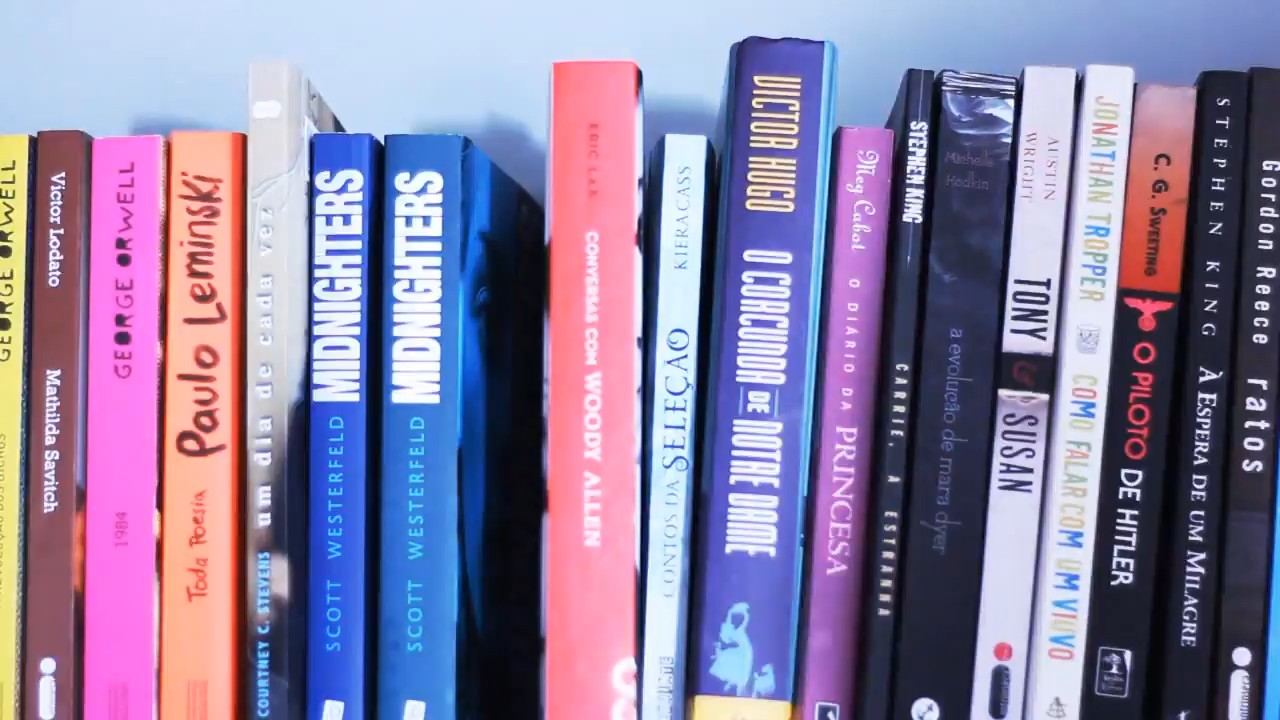 GEORGE ORWELL
Victor Lodato
Mathilda Savitch
GEORGE ORWELL
1984
Paulo Leminski
Toda Poesia
um dia de cada vez
COURTNEY C. STEVENS
MIDNIGHTERS
SCOTT WESTERFELD
MIDNIGHTERS
SCOTT WESTERFELD
ERIC LAX
CONVERSAS COM WOODY ALLEN
KIERA CASS
CONTOS DA SELEÇÃO
VICTOR HUGO
O CORCUNDA DE NOTRE DAME
Meg Cabot
O DIÁRIO DA PRINCESA
STEPHEN KING
CARRIE, A ESTRANHA
Michelle
Hodkin
a evolução de mara dyer
AUSTIN
WRIGHT
TONY
& SUSAN
JONATHAN TROPPER
COMO FALAR COM UM VIÚVO
C. G. SWEETING
O PILOTO DE HITLER
STEPHEN KING
À ESPERA DE UM MILAGRE
Gordon Reece
ratos